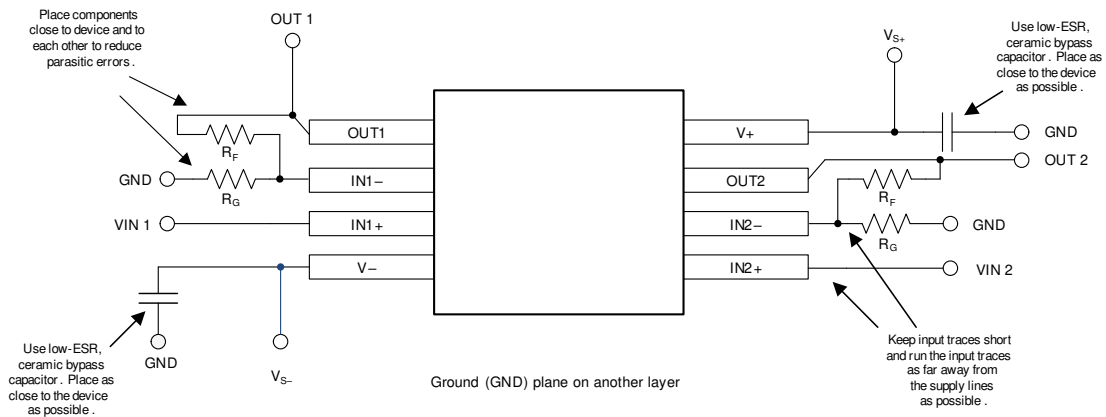 Place components
close to device and to
each other to reduce
parasitic errors .
OUT 1
VS+
Use low-ESR,
ceramic bypass
capacitor . Place as
close to the device
as possible .
OUT1
V+
GND
RF
OUT2
OUT 2
GND
IN1−
RG
RF
VIN 1
IN1+
IN2−
GND
RG
V−
IN2+
VIN 2
Use low-ESR,
ceramic bypass
capacitor . Place as
close to the device
as possible .
GND
VS−
Ground (GND) plane on another layer
Keep input traces short
and run the input traces
as far away from
the supply lines
as possible .